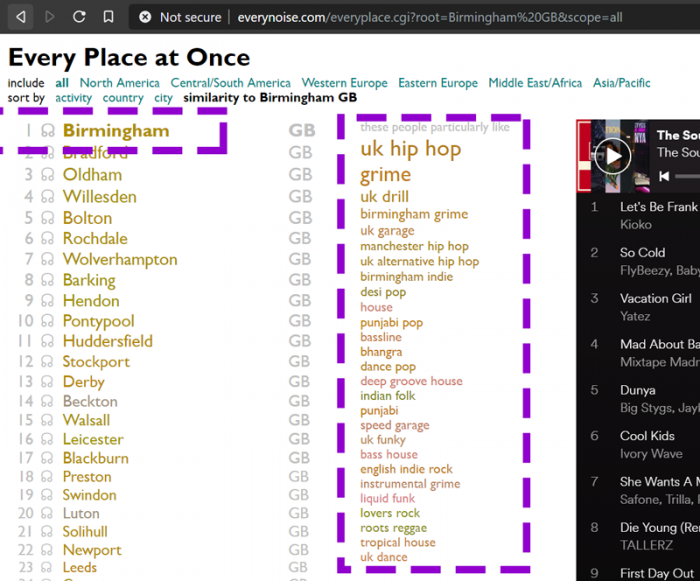 Not secure | everynoise.com/everyplace.cgi?root=Birmingham%20GB&scope=all
Every Place at Once
include all North America Central/South America Western Europe Eastern Europe Middle East/Africa Asia/Pacific
sort by activity country city similarity to Birmingham GB
1 Birmingham GB
2 Bradford GB
3 Oldham GB
4 Willesden GB
5 Bolton GB
6 Rochdale GB
7 Wolverhampton GB
8 Barking GB
9 Hendon GB
10 Pontypool GB
11 Huddersfield GB
12 Stockport GB
13 Derby GB
14 Beckton GB
15 Walsall GB
16 Leicester GB
17 Blackburn GB
18 Preston GB
19 Swindon GB
20 Luton GB
21 Solihull GB
22 Newport GB
23 Leeds GB
these people particularly like
uk hip hop
grime
uk drill
birmingham grime
uk garage
manchester hip hop
uk alternative hip hop
birmingham indie
desi pop
house
punjabi pop
bassline
bhangra
dance pop
deep groove house
indian folk
punjabi
speed garage
uk funky
bass house
english indie rock
instrumental grime
liquid funk
lovers rock
roots reggae
tropical house
uk dance
The Sou
The Soun
1 Let's Be Frank
Kioko
2 So Cold
FlyBeezy, Baby
3 Vacation Girl
Yatez
4 Mad About Ba
Mixtape Madn
5 Dunya
Big Stygs, Jayk
6 Cool Kids
Ivory Wave
7 She Wants A M
Safone, Trilla,
8 Die Young (Re
TALLERZ
9 First Day Out